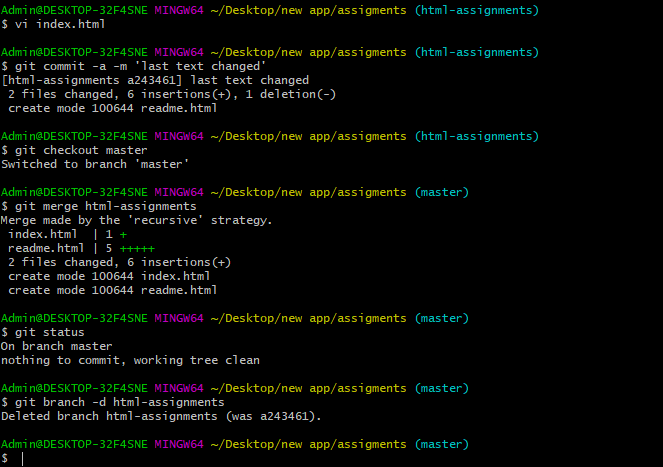 Admin@DESKTOP-32F4SNE MINGW64 ~/Desktop/new app/assigments (html-assignments)
$ vi index.html
Admin@DESKTOP-32F4SNE MINGW64 ~/Desktop/new app/assigments (html-assignments)
$ git commit -a -m 'last text changed'
[html-assignments a243461] last text changed
 2 files changed, 6 insertions(+), 1 deletion(-)
 create mode 100644 readme.html
Admin@DESKTOP-32F4SNE MINGW64 ~/Desktop/new app/assigments (html-assignments)
$ git checkout master
Switched to branch 'master'
Admin@DESKTOP-32F4SNE MINGW64 ~/Desktop/new app/assigments (master)
$ git merge html-assignments
Merge made by the 'recursive' strategy.
 index.html  | 1 +
 readme.html | 5 +++++
 2 files changed, 6 insertions(+)
 create mode 100644 index.html
 create mode 100644 readme.html
Admin@DESKTOP-32F4SNE MINGW64 ~/Desktop/new app/assigments (master)
$ git status
On branch master
nothing to commit, working tree clean
Admin@DESKTOP-32F4SNE MINGW64 ~/Desktop/new app/assigments (master)
$ git branch -d html-assignments
Deleted branch html-assignments (was a243461).
Admin@DESKTOP-32F4SNE MINGW64 ~/Desktop/new app/assigments (master)
$